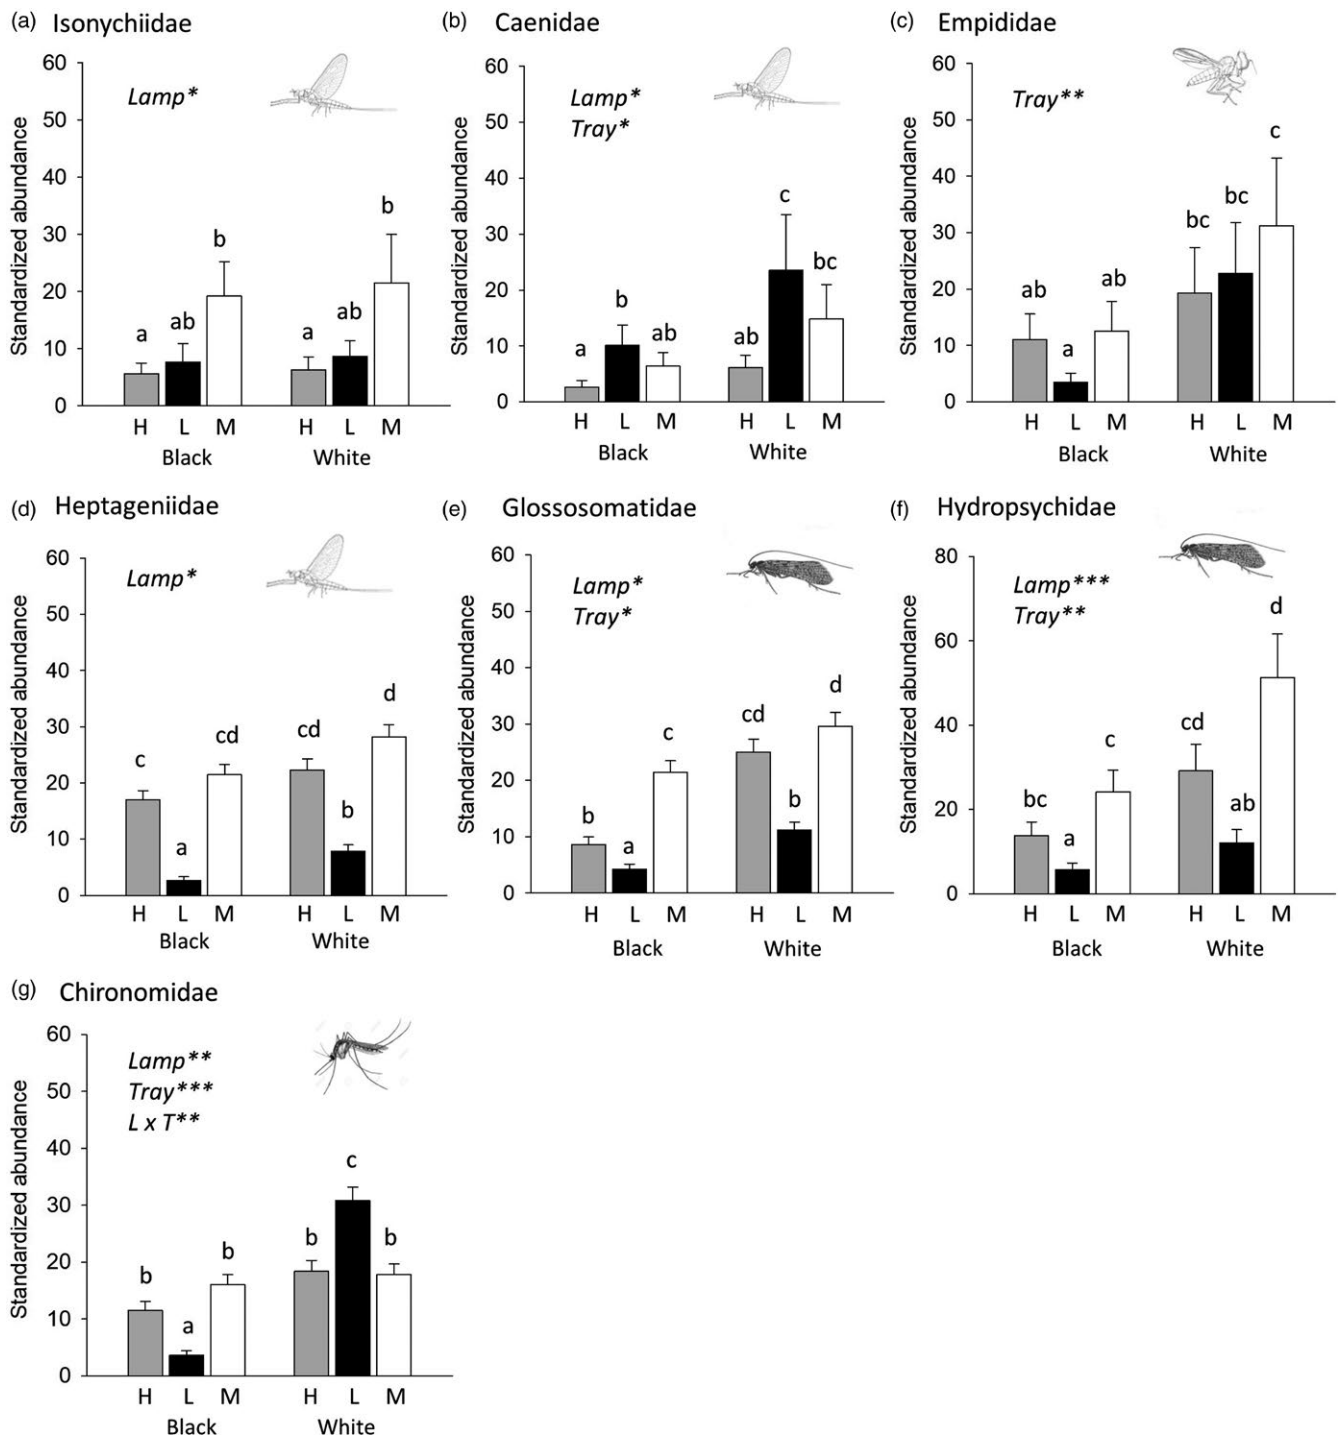 (a) Isonychiidae
Standardized abundance
60
50
40
30
20
10
0
Lamp*
a
ab
b
a
ab
b
H L M H L M
Black White
(b) Caenidae
Standardized abundance
60
50
40
30
20
10
0
Lamp*
Tray*
a
b
ab
ab
c
bc
H L M H L M
Black White
(c) Empididae
Standardized abundance
60
50
40
30
20
10
0
Tray**
ab
a
ab
bc
bc
c
H L M H L M
Black White
(d) Heptageniidae
Standardized abundance
60
50
40
30
20
10
0
Lamp*
c
a
cd
cd
b
d
H L M H L M
Black White
(e) Glossosomatidae
Standardized abundance
60
50
40
30
20
10
0
Lamp*
Tray*
b
a
c
cd
b
d
H L M H L M
Black White
(f) Hydropsychidae
Standardized abundance
80
60
40
20
0
Lamp***
Tray**
bc
a
c
cd
ab
d
H L M H L M
Black White
(g) Chironomidae
Standardized abundance
60
50
40
30
20
10
0
Lamp**
Tray***
L x T**
b
a
b
b
c
b
H L M H L M
Black White